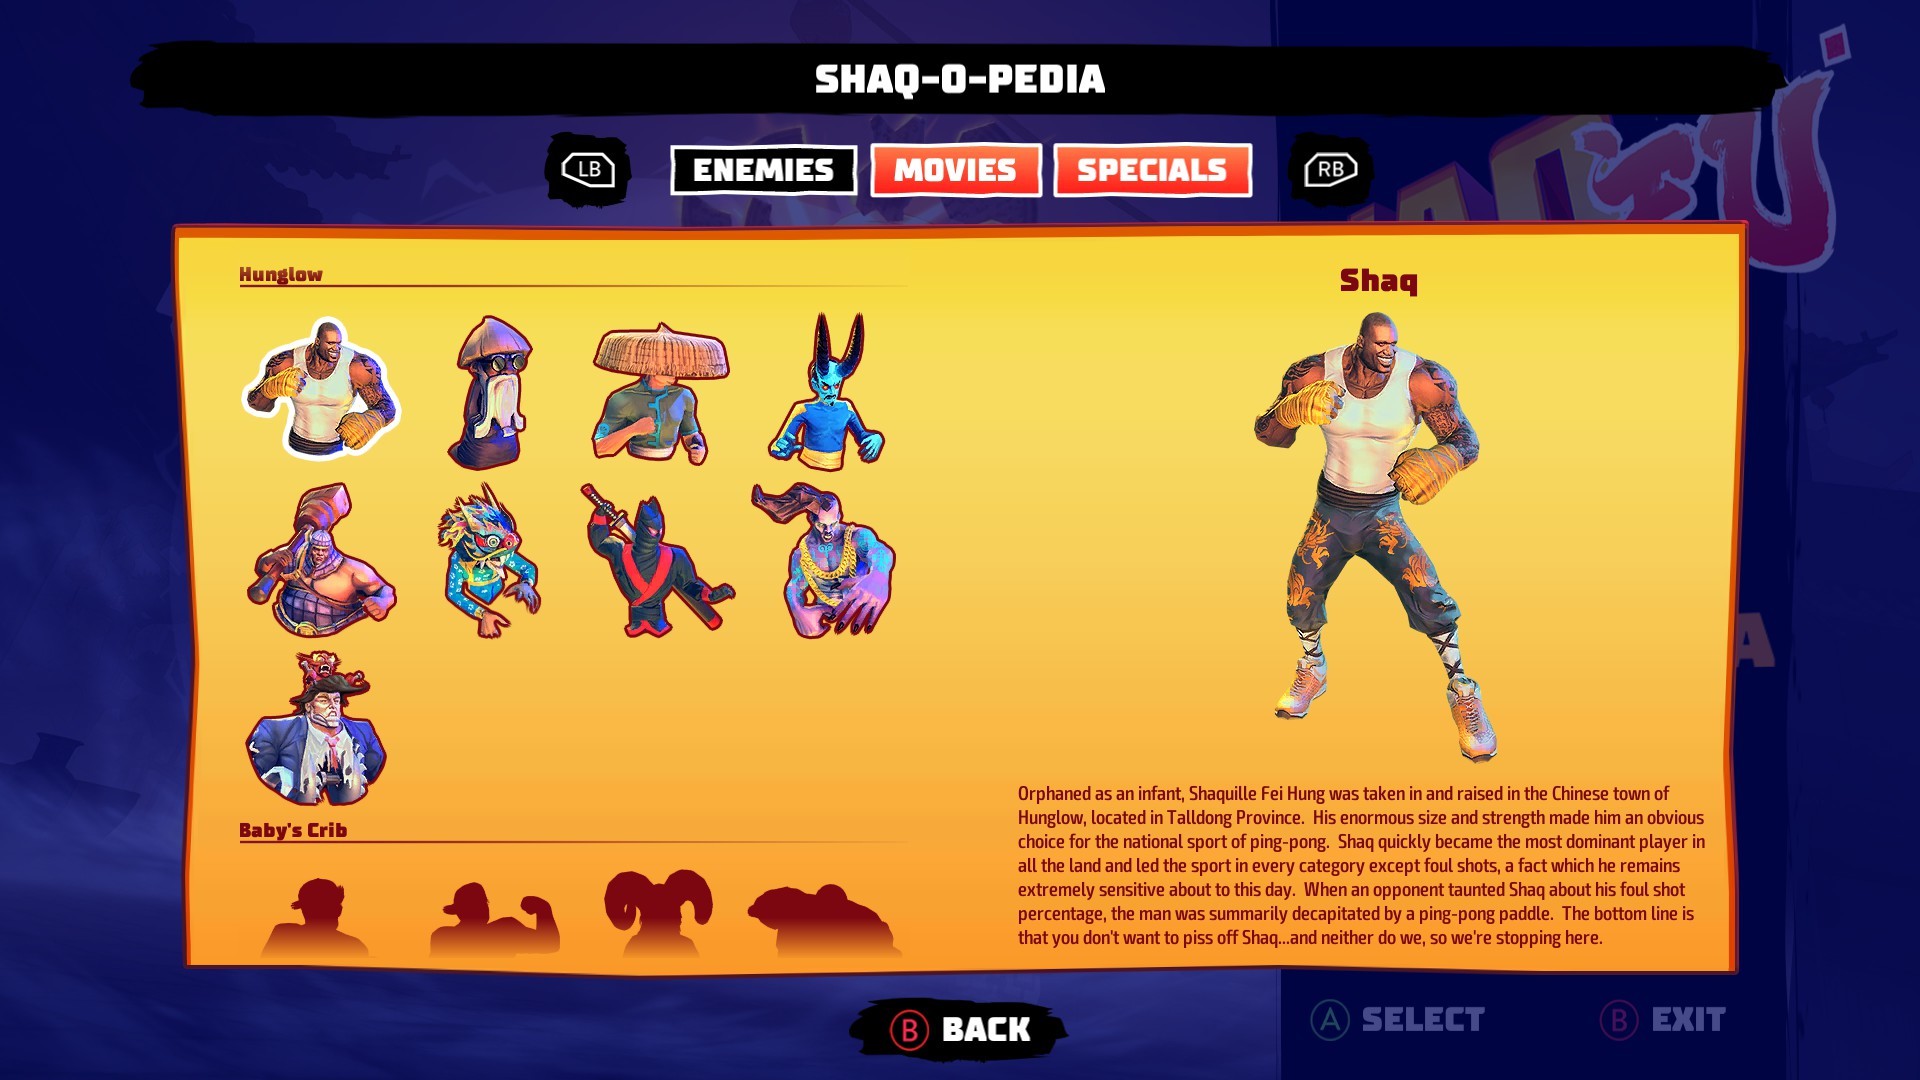 SHAQ-O-PEDIA
LB
ENEMIES
MOVIES
SPECIALS
RB
FU
Hunglow
Shaq
Orphaned as an infant, Shaquille Fei Hung was taken in and raised in the Chinese town of
Hunglow, located in Talldong Province. His enormous size and strength made him an obvious
choice for the national sport of ping-pong. Shaq quickly became the most dominant player in
all the land and led the sport in every category except foul shots, a fact which he remains
extremely sensitive about to this day. When an opponent taunted Shaq about his foul shot
percentage, the man was summarily decapitated by a ping-pong paddle. The bottom line is
that you don't want to piss off Shaq...and neither do we, so we're stopping here.
Baby's Crib
B BACK
A SELECT
B EXIT